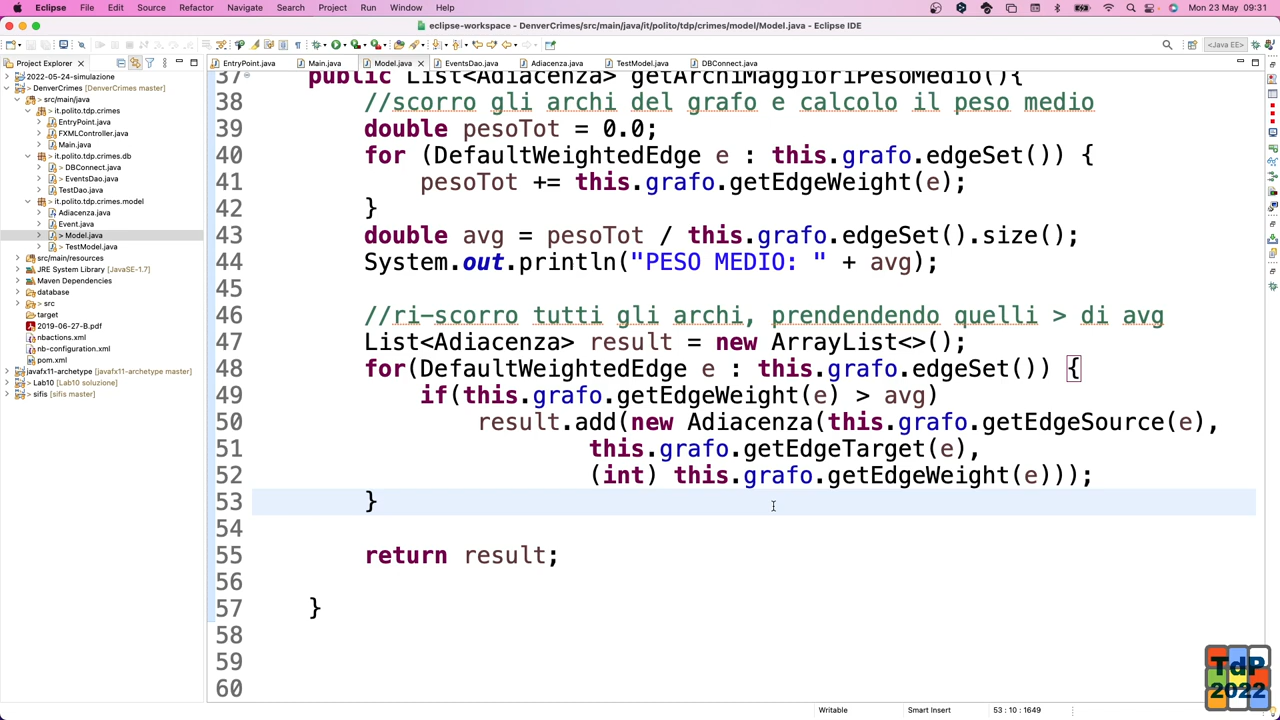 Eclipse File Edit Source Refactor Navigate Search Project Run Window Help Mon 23 May 09:31
eclipse-workspace - DenverCrimes/src/main/java/it/polito/tdp/crimes/model/Model.java - Eclipse IDE
<Java EE>
Project Explorer
EntryPoint.java Main.java Model.java EventsDao.java Adiacenza.java TestModel.java DBConnect.java
> 2022-05-24-simulazione
> DenverCrimes [DenverCrimes master]
> src/main/java
it.polito.tdp.crimes
> EntryPoint.java
> FXMLController.java
> Main.java
> it.polito.tdp.crimes.db
> DBConnect.java
> EventsDao.java
TestDao.java
> it.polito.tdp.crimes.model
Adiacenza.java
Event.java
> Model.java
> TestModel.java
src/main/resources
JRE System Library [JavaSE-1.7]
Maven Dependencies
database
> src
target
2019-06-27-B.pdf
nbactions.xml
nb-configuration.xml
pom.xml
> javafx11-archetype [javafx11-archetype master]
> Lab10 [Lab10 soluzione]
> sifis [sifis master]
37 public List<Adiacenza> getArchiMaggioriPesoMedio(){
38 //scorro gli archi del grafo e calcolo il peso medio
39 double pesoTot = 0.0;
40 for (DefaultWeightedEdge e : this.grafo.edgeSet()) {
41 pesoTot += this.grafo.getEdgeWeight(e);
42 }
43 double avg = pesoTot / this.grafo.edgeSet().size();
44 System.out.println("PESO MEDIO: " + avg);
45
46 //ri-scorro tutti gli archi, prendendendo quelli > di avg
47 List<Adiacenza> result = new ArrayList<>();
48 for(DefaultWeightedEdge e : this.grafo.edgeSet()) {
49 if(this.grafo.getEdgeWeight(e) > avg)
50 result.add(new Adiacenza(this.grafo.getEdgeSource(e),
51 this.grafo.getEdgeTarget(e),
52 (int) this.grafo.getEdgeWeight(e)));
53 }
54
55 return result;
56
57 }
58
59
60
TdP
2022
Writable Smart Insert 53 : 10 : 1649